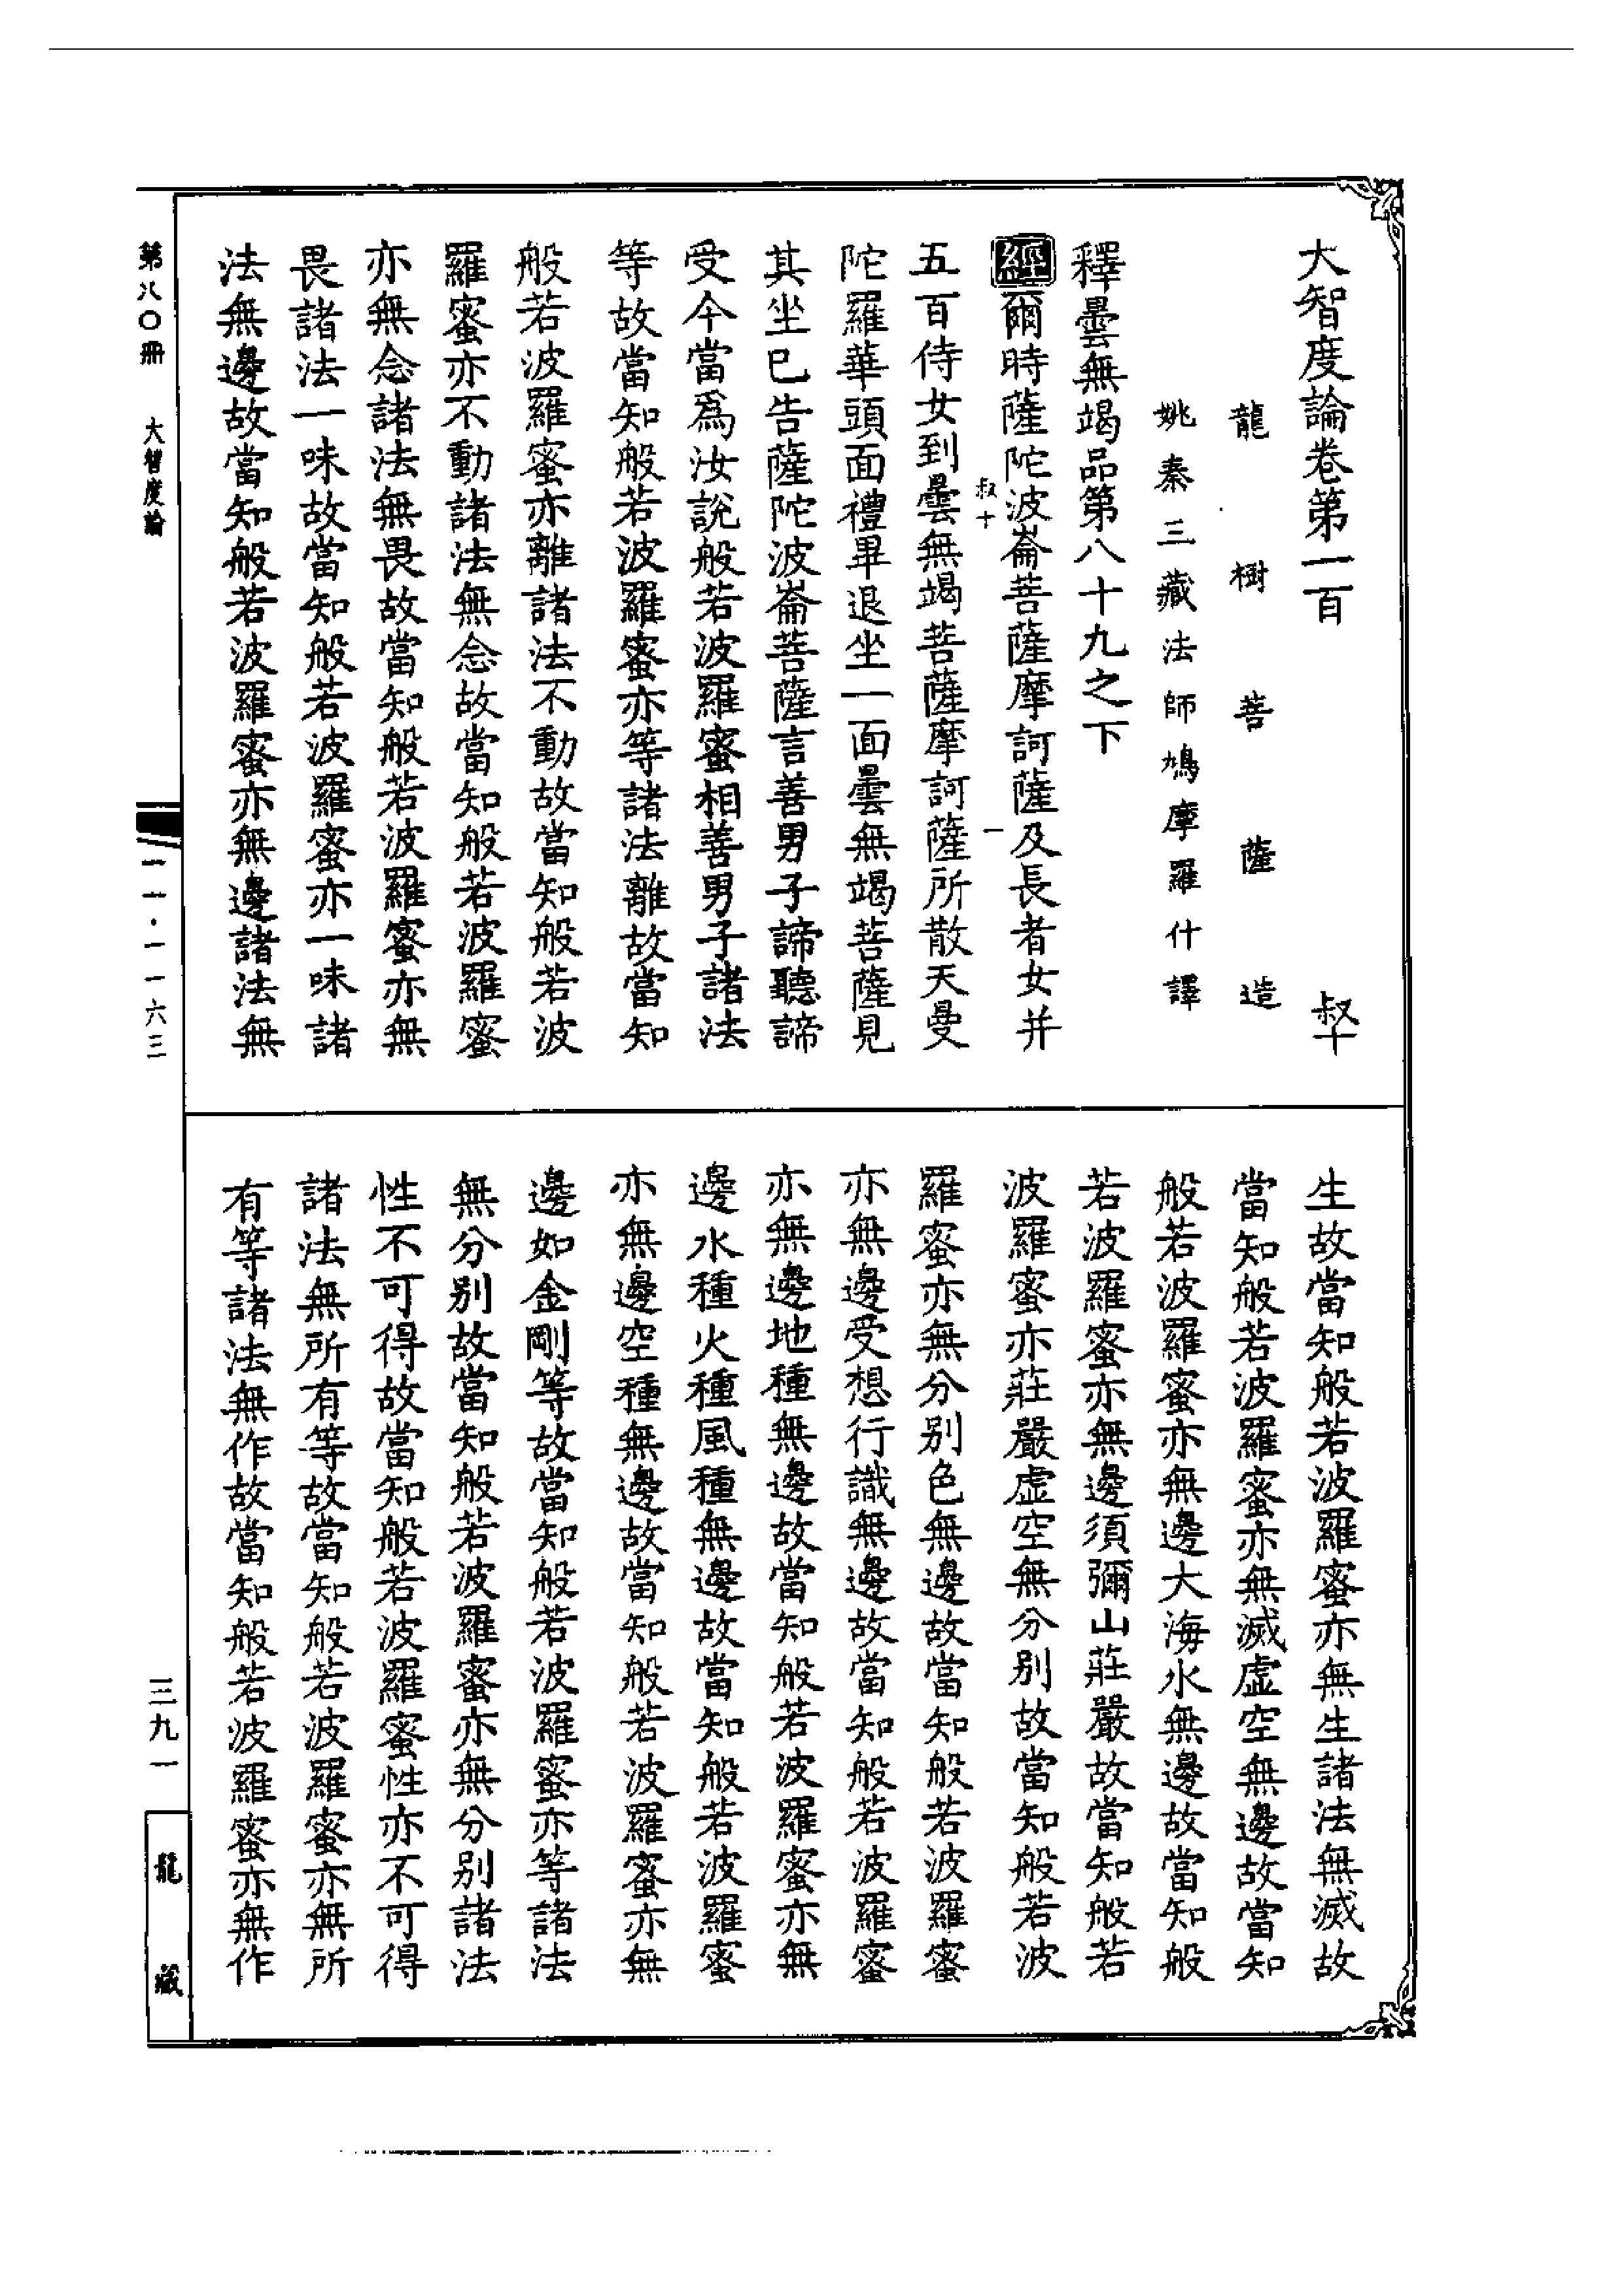 大智度論卷第一百　叔十
龍樹菩薩造
姚秦三藏法師鳩摩羅什譯
釋曇無竭品第八十九之下
經爾時薩陀波崙菩薩摩訶薩及長者女并
叔十　一
五百侍女到曇無竭菩薩摩訶薩所散天曼
陀羅華頭面禮畢退坐一面曇無竭菩薩見
其坐已告薩陀波崙菩薩言善男子諦聽諦
受今當爲汝說般若波羅蜜相善男子諸法
等故當知般若波羅蜜亦等諸法離故當知
般若波羅蜜亦離諸法不動故當知般若波
羅蜜亦不動諸法無念故當知般若波羅蜜
亦無念諸法無畏故當知般若波羅蜜亦無
畏諸法一味故當知般若波羅蜜亦一味諸
法無邊故當知般若波羅蜜亦無邊諸法無
生故當知般若波羅蜜亦無生諸法無滅故
當知般若波羅蜜亦無滅虛空無邊故當知
般若波羅蜜亦無邊大海水無邊故當知般
若波羅蜜亦無邊須彌山莊嚴故當知般若
波羅蜜亦莊嚴虛空無分別故當知般若波
羅蜜亦無分別色無邊故當知般若波羅蜜
亦無邊受想行識無邊故當知般若波羅蜜
亦無邊地種無邊故當知般若波羅蜜亦無
邊水種火種風種無邊故當知般若波羅蜜
亦無邊空種無邊故當知般若波羅蜜亦無
邊如金剛等故當知般若波羅蜜亦等諸法
無分別故當知般若波羅蜜亦無分別諸法
性不可得故當知般若波羅蜜性亦不可得
諸法無所有等故當知般若波羅蜜亦無所
有等諸法無作故當知般若波羅蜜亦無作
第八〇冊　大智度論
一一·一一六三
三九一
龍藏